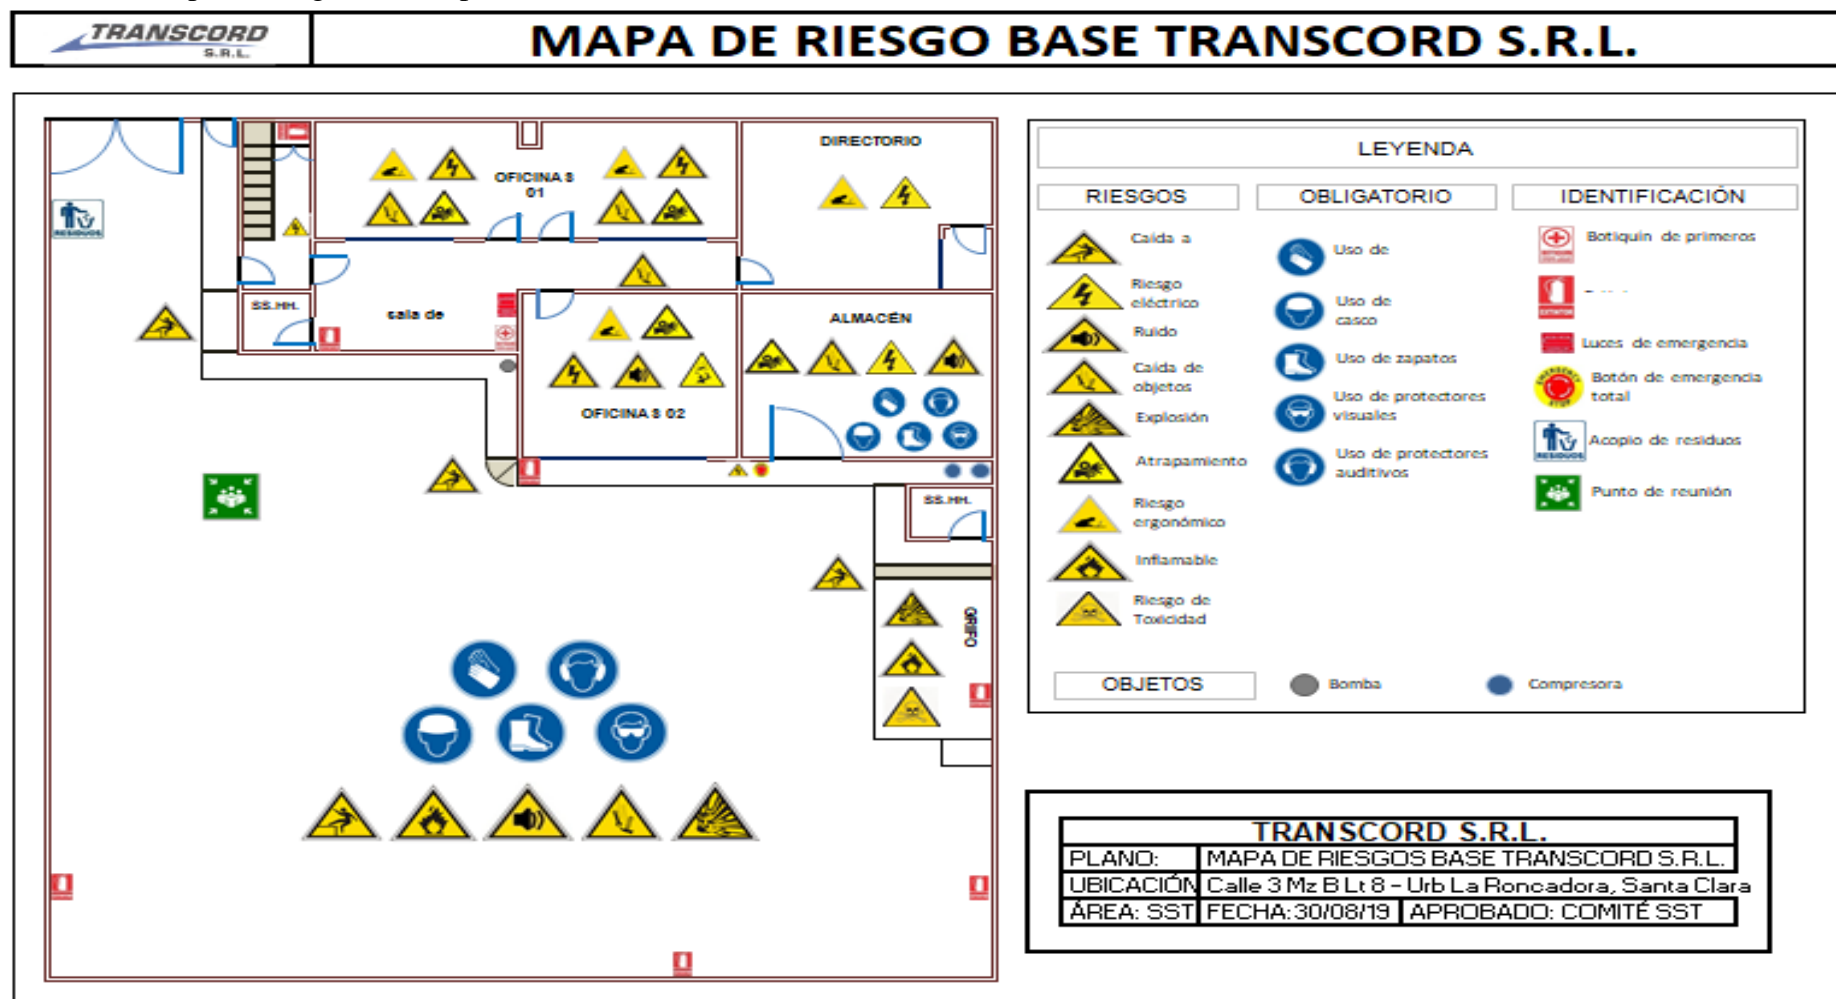 TRANSCORD
S.R.L.
MAPA DE RIESGO BASE TRANSCORD S.R.L.
DIRECTORIO
OFICINA S
01
RESIDUOS
SS.HH.
sala de
ALMACÉN
OFICINA S 02
SS.HH.
GRIFO
LEYENDA
RIESGOS
OBLIGATORIO
IDENTIFICACIÓN
Caída a
Riesgo
eléctrico
Ruido
Caída de
objetos
Explosión
Atrapamiento
Riesgo
ergonómico
Inflamable
Riesgo de
Toxicidad
Uso de
Uso de
casco
Uso de zapatos
Uso de protectores
visuales
Uso de protectores
auditivos
Botiquín de primeros
EXTINTOR
Luces de emergencia
EMERGENCY
STOP
Botón de emergencia
total
RESIDUOS
Acopio de residuos
Punto de reunión
OBJETOS
Bomba
Compresora
TRANSCORD S.R.L.
PLANO: MAPA DE RIESGOS BASE TRANSCORD S.R.L.
UBICACIÓN Calle 3 Mz B Lt 8 - Urb La Roncadora, Santa Clara
ÁREA: SST FECHA: 30/08/19 APROBADO: COMITÉ SST